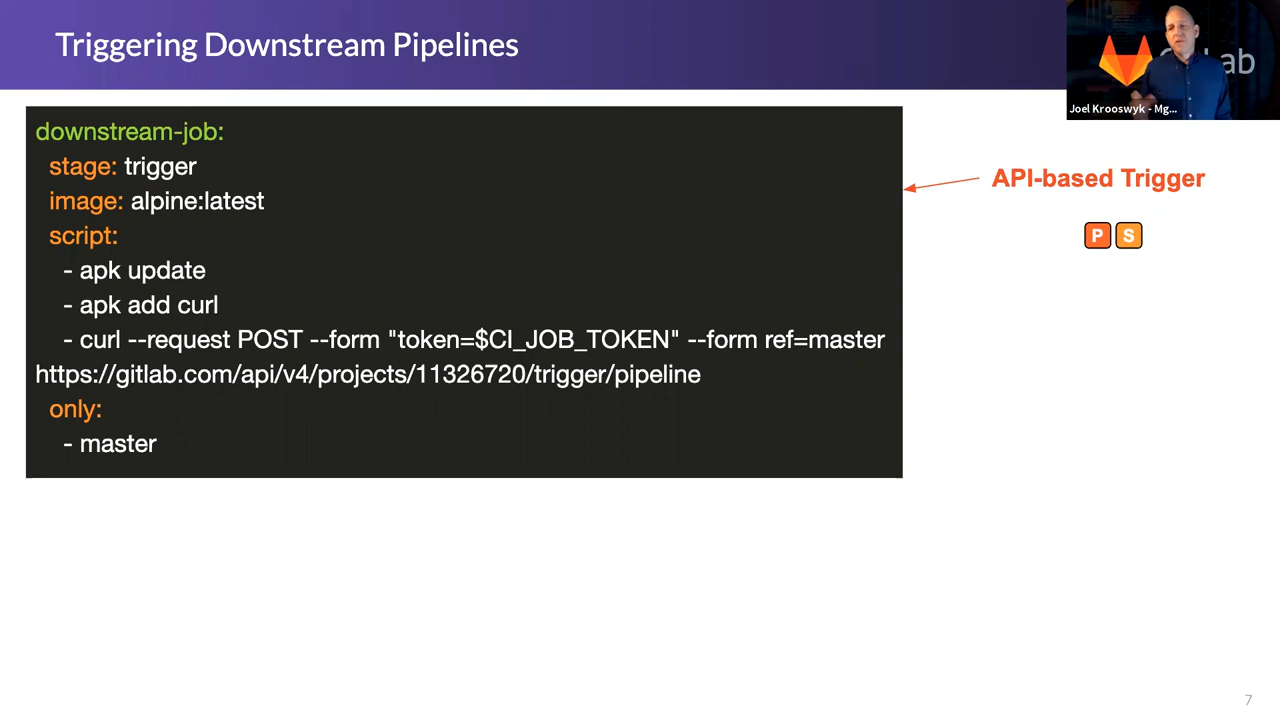 Triggering Downstream Pipelines
Lab
Joel Krooswyk - Mg...
downstream-job:
stage: trigger
image: alpine:latest
script:
- apk update
- apk add curl
- curl --request POST --form "token=$CI_JOB_TOKEN" --form ref=master
https://gitlab.com/api/v4/projects/11326720/trigger/pipeline
only:
- master
API-based Trigger
P S
7